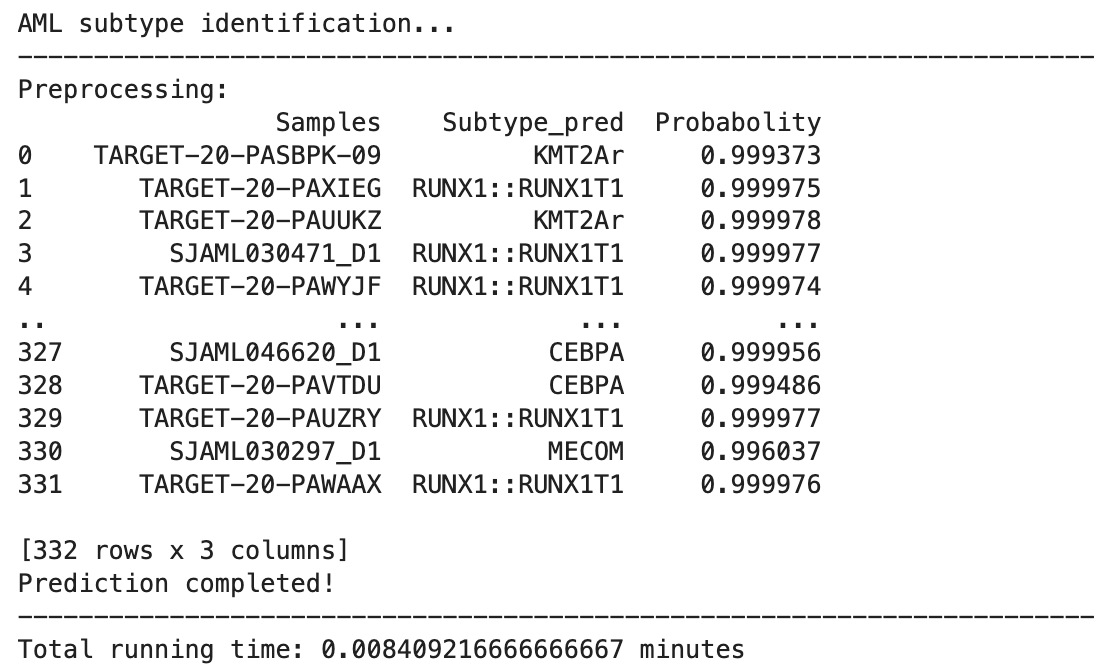 AML subtype identification...
-----------------------------------------------------------------------
Preprocessing:
                 Samples    Subtype_pred  Probabolity
0    TARGET-20-PASBPK-09          KMT2Ar     0.999373
1       TARGET-20-PAXIEG  RUNX1::RUNX1T1     0.999975
2       TARGET-20-PAUUKZ          KMT2Ar     0.999978
3         SJAML030471_D1  RUNX1::RUNX1T1     0.999977
4       TARGET-20-PAWYJF  RUNX1::RUNX1T1     0.999974
..                   ...             ...          ...
327       SJAML046620_D1           CEBPA     0.999956
328     TARGET-20-PAVTDU           CEBPA     0.999486
329     TARGET-20-PAUZRY  RUNX1::RUNX1T1     0.999977
330       SJAML030297_D1           MECOM     0.996037
331     TARGET-20-PAWAAX  RUNX1::RUNX1T1     0.999976

[332 rows x 3 columns]
Prediction completed!
-----------------------------------------------------------------------
Total running time: 0.008409216666666667 minutes